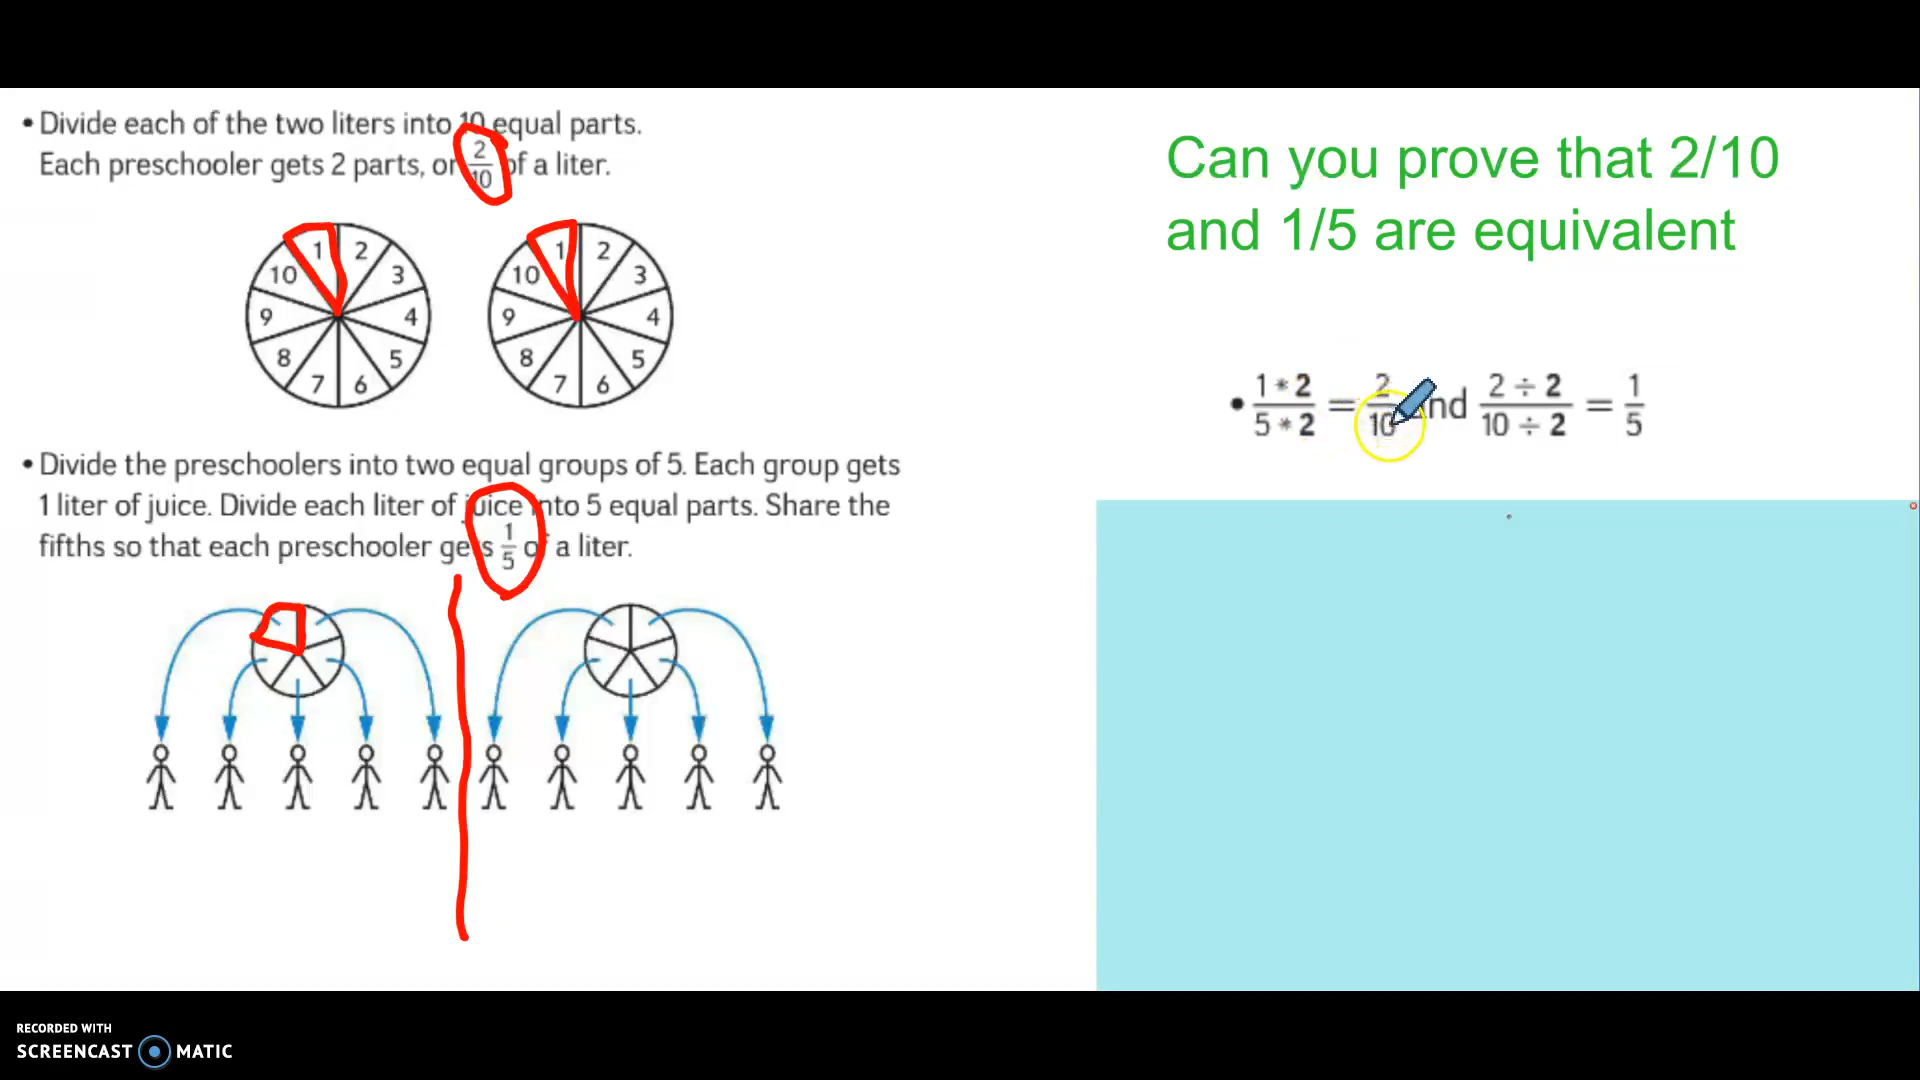 • Divide each of the two liters into 10 equal parts.
Each preschooler gets 2 parts, or 2/10 of a liter.
1 2 3 4 5 6 7 8 9 10
1 2 3 4 5 6 7 8 9 10
• Divide the preschoolers into two equal groups of 5. Each group gets
1 liter of juice. Divide each liter of juice into 5 equal parts. Share the
fifths so that each preschooler gets 1/5 of a liter.
Can you prove that 2/10
and 1/5 are equivalent
• 1 * 2 / 5 * 2 = 2/10 and 2 ÷ 2 / 10 ÷ 2 = 1/5
RECORDED WITH
SCREENCAST MATIC